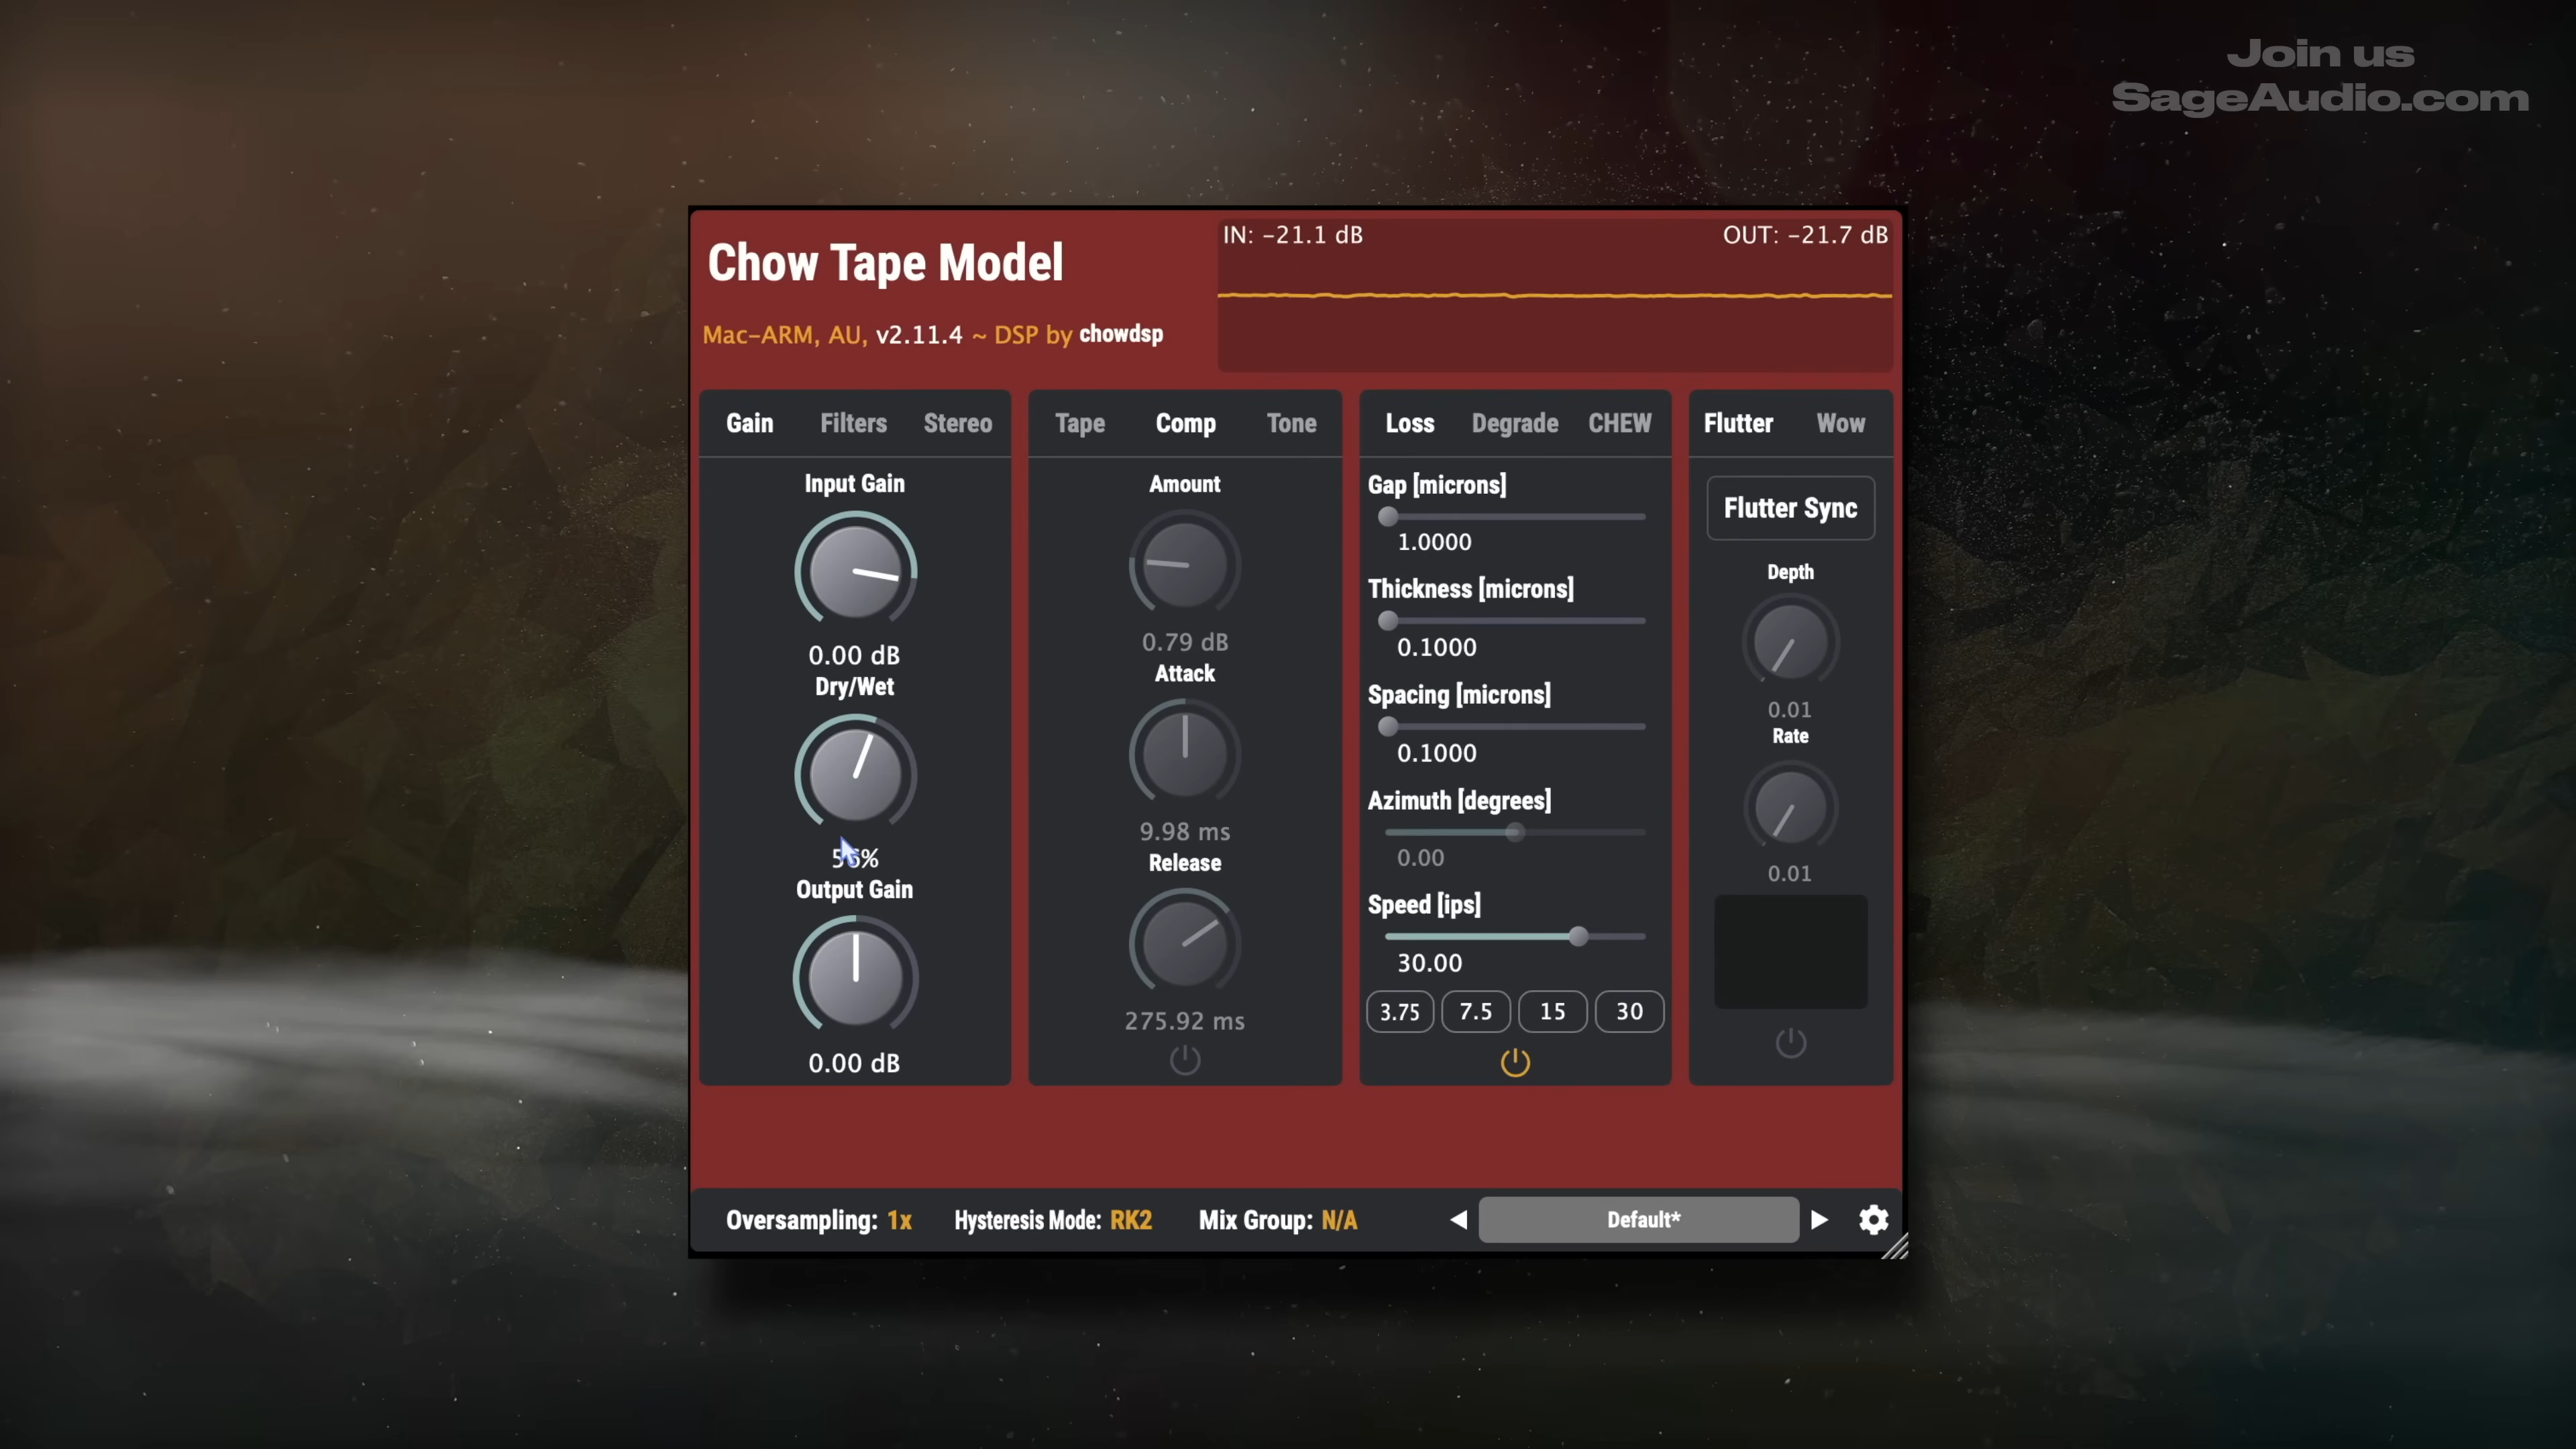 Join us
SageAudio.com
IN: -21.1 dB
OUT: -21.7 dB
Chow Tape Model
Mac-ARM, AU, v2.11.4 ~ DSP by chowdsp
Gain Filters Stereo
Input Gain
0.00 dB
Dry/Wet
Output Gain
0.00 dB
Tape Comp Tone
Amount
0.79 dB
Attack
9.98 ms
Release
275.92 ms
Loss Degrade CHEW
Gap [microns]
1.0000
Thickness [microns]
0.1000
Spacing [microns]
0.1000
Azimuth [degrees]
0.00
Speed [ips]
30.00
3.75 7.5 15 30
Flutter Wow
Flutter Sync
Depth
0.01
Rate
0.01
Oversampling: 1x Hysteresis Mode: RK2 Mix Group: N/A Default*